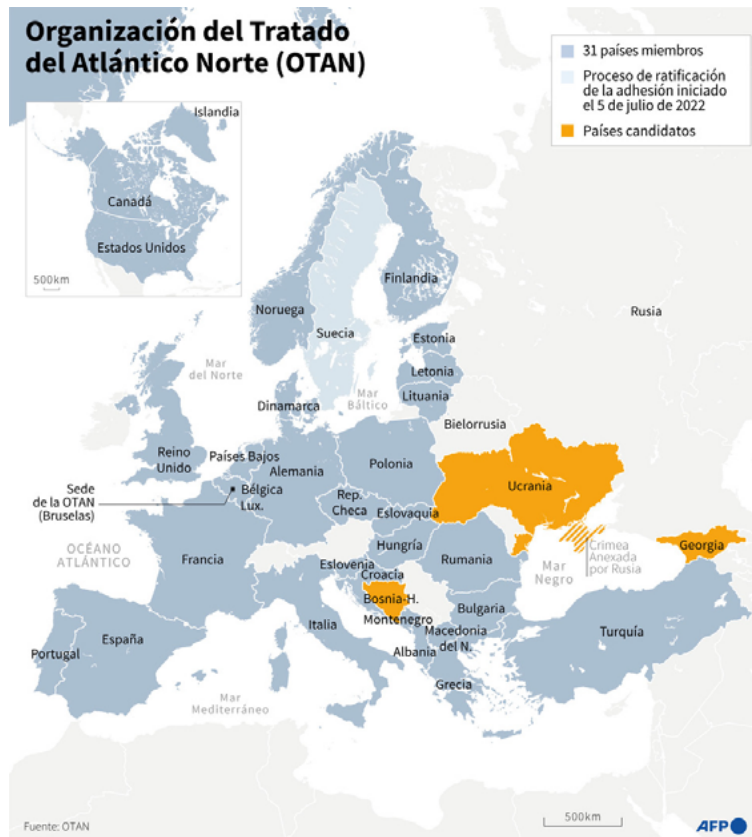 Organización del Tratado
del Atlántico Norte (OTAN)
31 países miembros
Proceso de ratificación
de la adhesión iniciado
el 5 de julio de 2022
Países candidatos
Islandia
Canadá
Estados Unidos
500km
Finlandia
Noruega
Suecia
Rusia
Estonia
Letonia
Lituania
Mar
del Norte
Mar
Báltico
Dinamarca
Bielorrusia
Reino
Unido
Países Bajos
Alemania
Polonia
Ucrania
Sede
de la OTAN
(Bruselas)
Bélgica
Lux.
Rep.
Checa
Eslovaquia
OCÉANO
ATLÁNTICO
Francia
Hungría
Eslovenia
Croacia
Rumania
Crimea
Anexada
por Rusia
Georgia
Mar
Negro
Bosnia-H.
Montenegro
Bulgaria
Portugal
España
Italia
Macedonia
del N.
Albania
Turquía
Grecia
Mar
Mediterráneo
Fuente: OTAN
500km
AFP